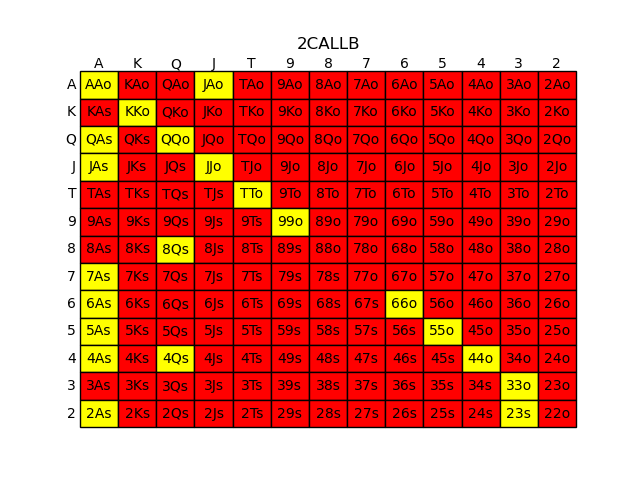 2CALLB
A K Q J T 9 8 7 6 5 4 3 2
A AAo KAo QAo JAo TAo 9Ao 8Ao 7Ao 6Ao 5Ao 4Ao 3Ao 2Ao
K KAs KKo QKo JKo TKo 9Ko 8Ko 7Ko 6Ko 5Ko 4Ko 3Ko 2Ko
Q QAs QKs QQo JQo TQo 9Qo 8Qo 7Qo 6Qo 5Qo 4Qo 3Qo 2Qo
J JAs JKs JQs JJo TJo 9Jo 8Jo 7Jo 6Jo 5Jo 4Jo 3Jo 2Jo
T TAs TKs TQs TJs TTo 9To 8To 7To 6To 5To 4To 3To 2To
9 9As 9Ks 9Qs 9Js 9Ts 99o 89o 79o 69o 59o 49o 39o 29o
8 8As 8Ks 8Qs 8Js 8Ts 89s 88o 78o 68o 58o 48o 38o 28o
7 7As 7Ks 7Qs 7Js 7Ts 79s 78s 77o 67o 57o 47o 37o 27o
6 6As 6Ks 6Qs 6Js 6Ts 69s 68s 67s 66o 56o 46o 36o 26o
5 5As 5Ks 5Qs 5Js 5Ts 59s 58s 57s 56s 55o 45o 35o 25o
4 4As 4Ks 4Qs 4Js 4Ts 49s 48s 47s 46s 45s 44o 34o 24o
3 3As 3Ks 3Qs 3Js 3Ts 39s 38s 37s 36s 35s 34s 33o 23o
2 2As 2Ks 2Qs 2Js 2Ts 29s 28s 27s 26s 25s 24s 23s 22o